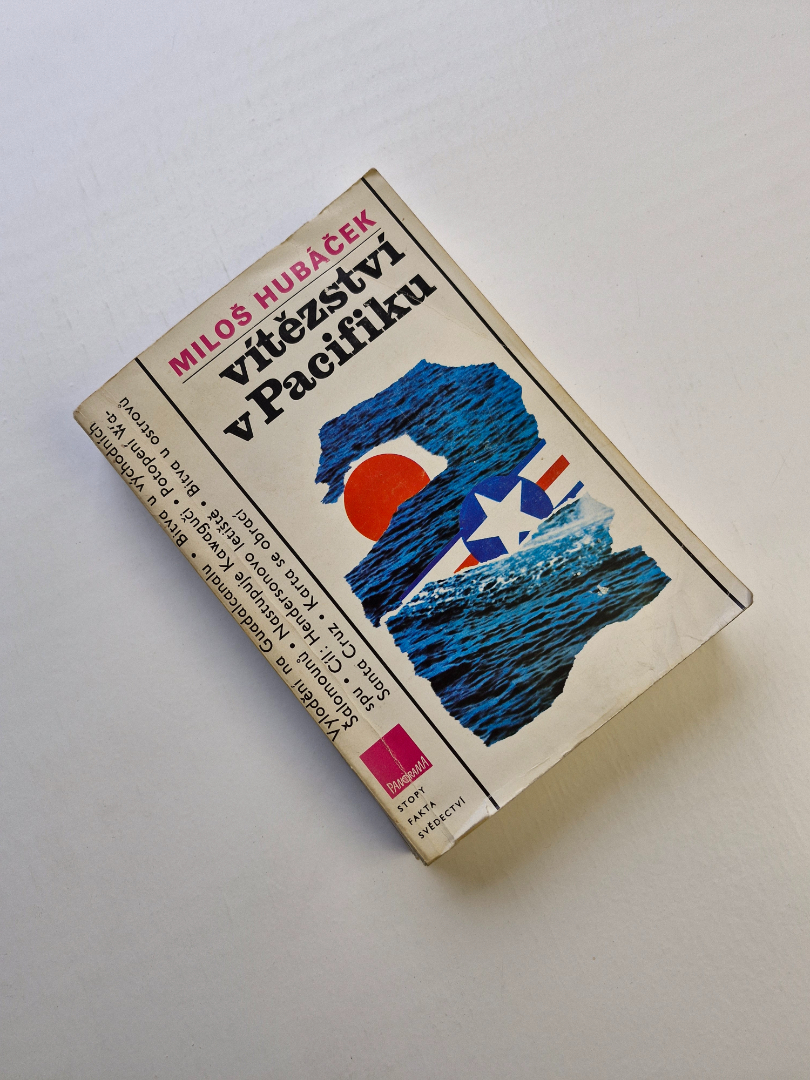 MILOŠ HUBÁČEK
vítězství
v Pacifiku
Vylodění na Guadalcanalu • Bitva u východních
Šalomounů • Nastupuje Kawaguči • Potopení Wa-
spu • Cíl: Hendersonovo letiště • Bitva u ostrovů
Santa Cruz • Karta se obrací
PANORAMA
STOPY
FAKTA
SVĚDECTVÍ